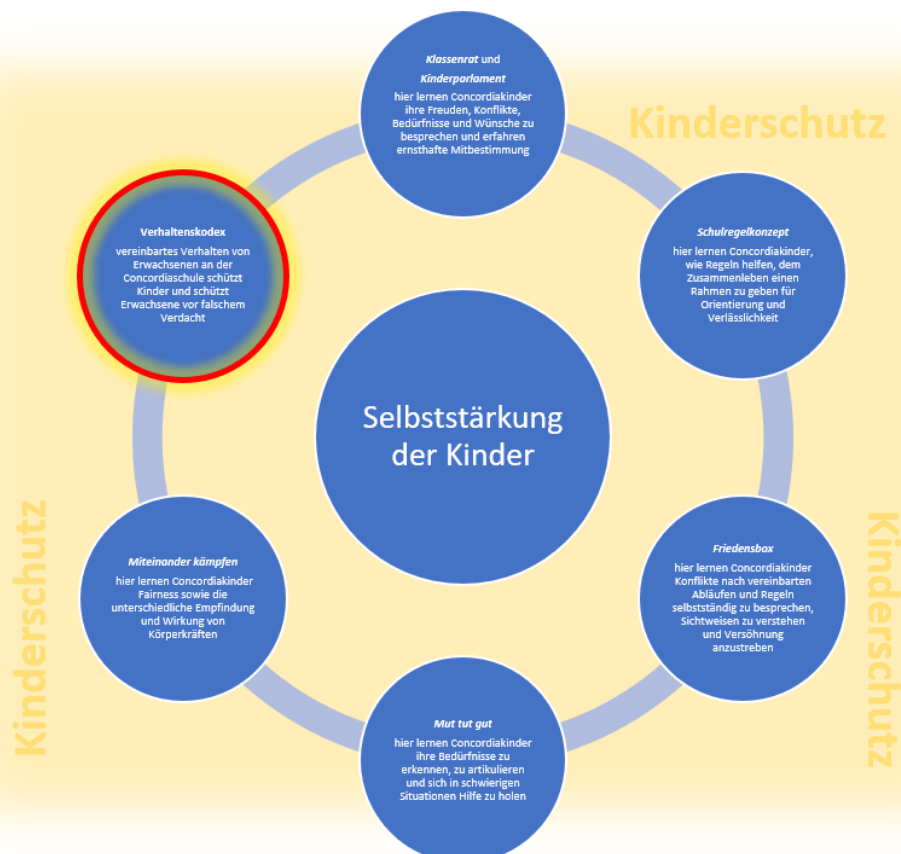 Klassenrat und
Kinderparlament
hier lernen Concordiakinder
ihre Freuden, Konflikte,
Bedürfnisse und Wünsche zu
besprechen und erfahren
ernsthafte Mitbestimmung
Kinderschutz
Verhaltenskodex
vereinbartes Verhalten von
Erwachsenen an der
Concordiaschule schützt
Kinder und schützt
Erwachsene vor falschem
Verdacht
Schulregelkonzept
hier lernen Concordiakinder,
wie Regeln helfen, dem
Zusammenleben einen
Rahmen zu geben für
Orientierung und
Verlässlichkeit
Selbststärkung
der Kinder
Kinderschutz
Miteinander kämpfen
hier lernen Concordiakinder
Fairness sowie die
unterschiedliche Empfindung
und Wirkung von
Körperkräften
Friedensbox
hier lernen Concordiakinder
Konflikte nach vereinbarten
Abläufen und Regeln
selbstständig zu besprechen,
Sichtweisen zu verstehen
und Versöhnung
anzustreben
Kinderschutz
Mut tut gut
hier lernen Concordiakinder
ihre Bedürfnisse zu
erkennen, zu artikulieren
und sich in schwierigen
Situationen Hilfe zu holen